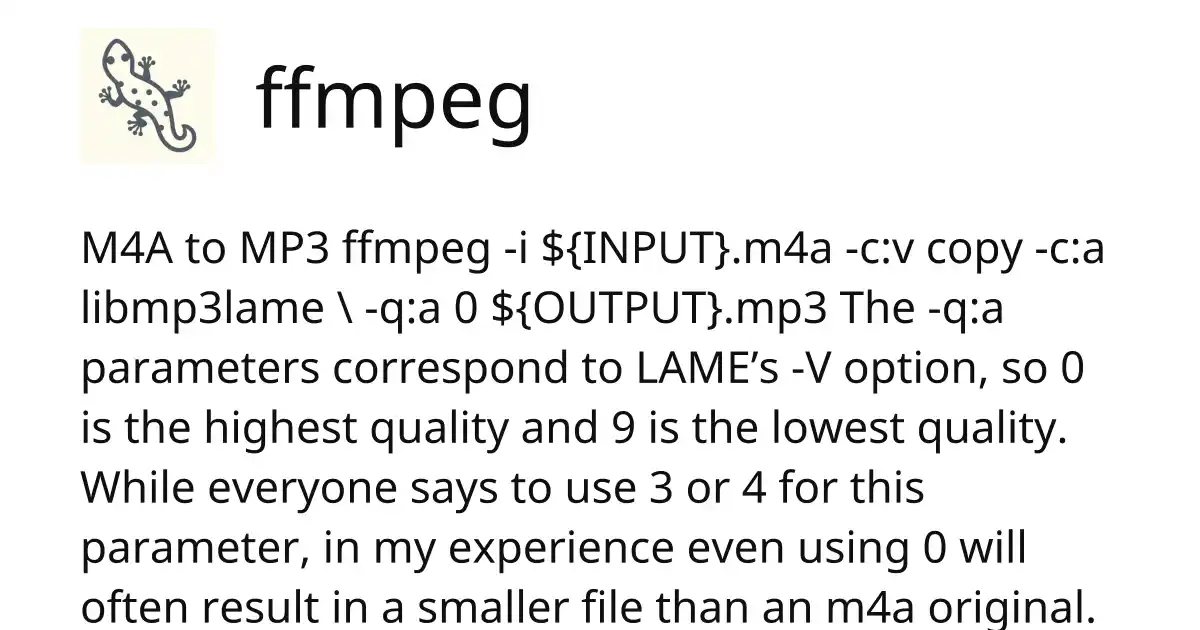 ffmpeg
M4A to MP3 ffmpeg -i ${INPUT}.m4a -c:v copy -c:a
libmp3lame \ -q:a 0 ${OUTPUT}.mp3 The -q:a
parameters correspond to LAME’s -V option, so 0
is the highest quality and 9 is the lowest quality.
While everyone says to use 3 or 4 for this
parameter, in my experience even using 0 will
often result in a smaller file than an m4a original.